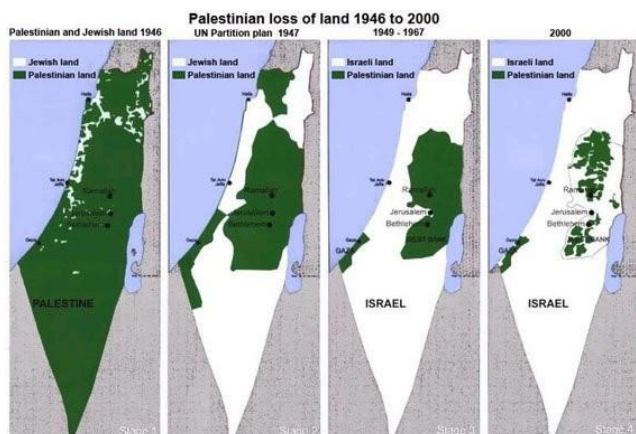 Palestinian loss of land 1946 to 2000
Palestinian and Jewish land 1946
Jewish land
Palestinian land
Haifa
Tel Aviv
Jaffa
Ramallah
Jerusalem
Bethlehem
Gaza
PALESTINE
Stage 1
UN Partition plan 1947
Jewish land
Palestinian land
Haifa
Tel Aviv
Jaffa
Ramallah
Jerusalem
Bethlehem
Gaza
Stage 2
1949 - 1967
Israeli land
Palestinian land
Haifa
Tel Aviv
Jaffa
Ramallah
Jerusalem
Bethlehem
WEST BANK
Gaza
GAZA
ISRAEL
Stage 3
2000
Israeli land
Palestinian land
Haifa
Tel Aviv
Jaffa
Jerusalem
Bethlehem
Gaza
ISRAEL
Stage 4